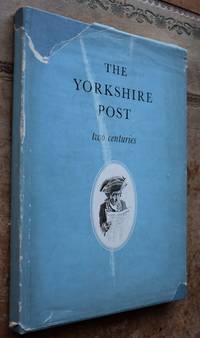 THE
YORKSHIRE
POST
two centuries